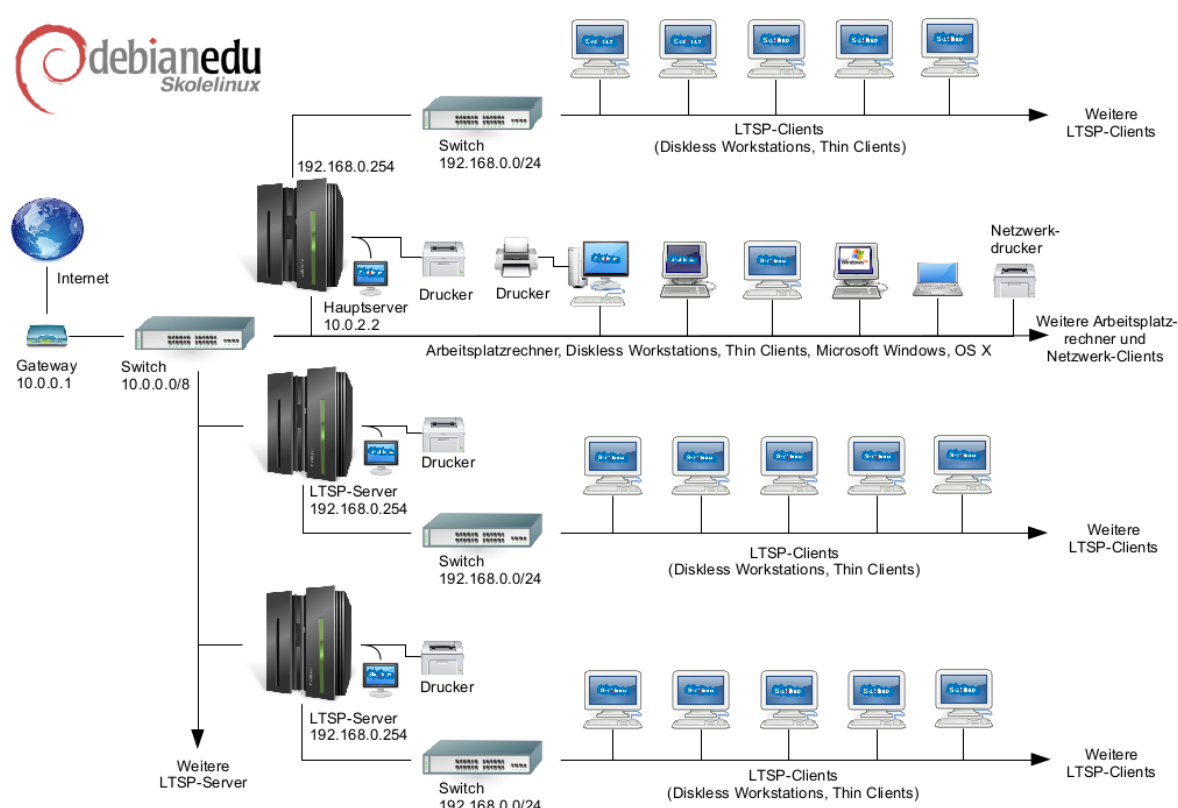 debianedu
Skolelinux
Switch
192.168.0.0/24
LTSP-Clients
(Diskless Workstations, Thin Clients)
Weitere
LTSP-Clients
192.168.0.254
Internet
Hauptserver
10.0.2.2
Drucker
Drucker
Netzwerk-
drucker
Gateway
10.0.0.1
Switch
10.0.0.0/8
Arbeitsplatzrechner, Diskless Workstations, Thin Clients, Microsoft Windows, OS X
Weitere Arbeitsplatz-
rechner und
Netzwerk-Clients
Drucker
LTSP-Server
192.168.0.254
Switch
192.168.0.0/24
LTSP-Clients
(Diskless Workstations, Thin Clients)
Weitere
LTSP-Clients
Drucker
LTSP-Server
192.168.0.254
Weitere
LTSP-Server
Switch
192.168.0.0/24
LTSP-Clients
(Diskless Workstations, Thin Clients)
Weitere
LTSP-Clients